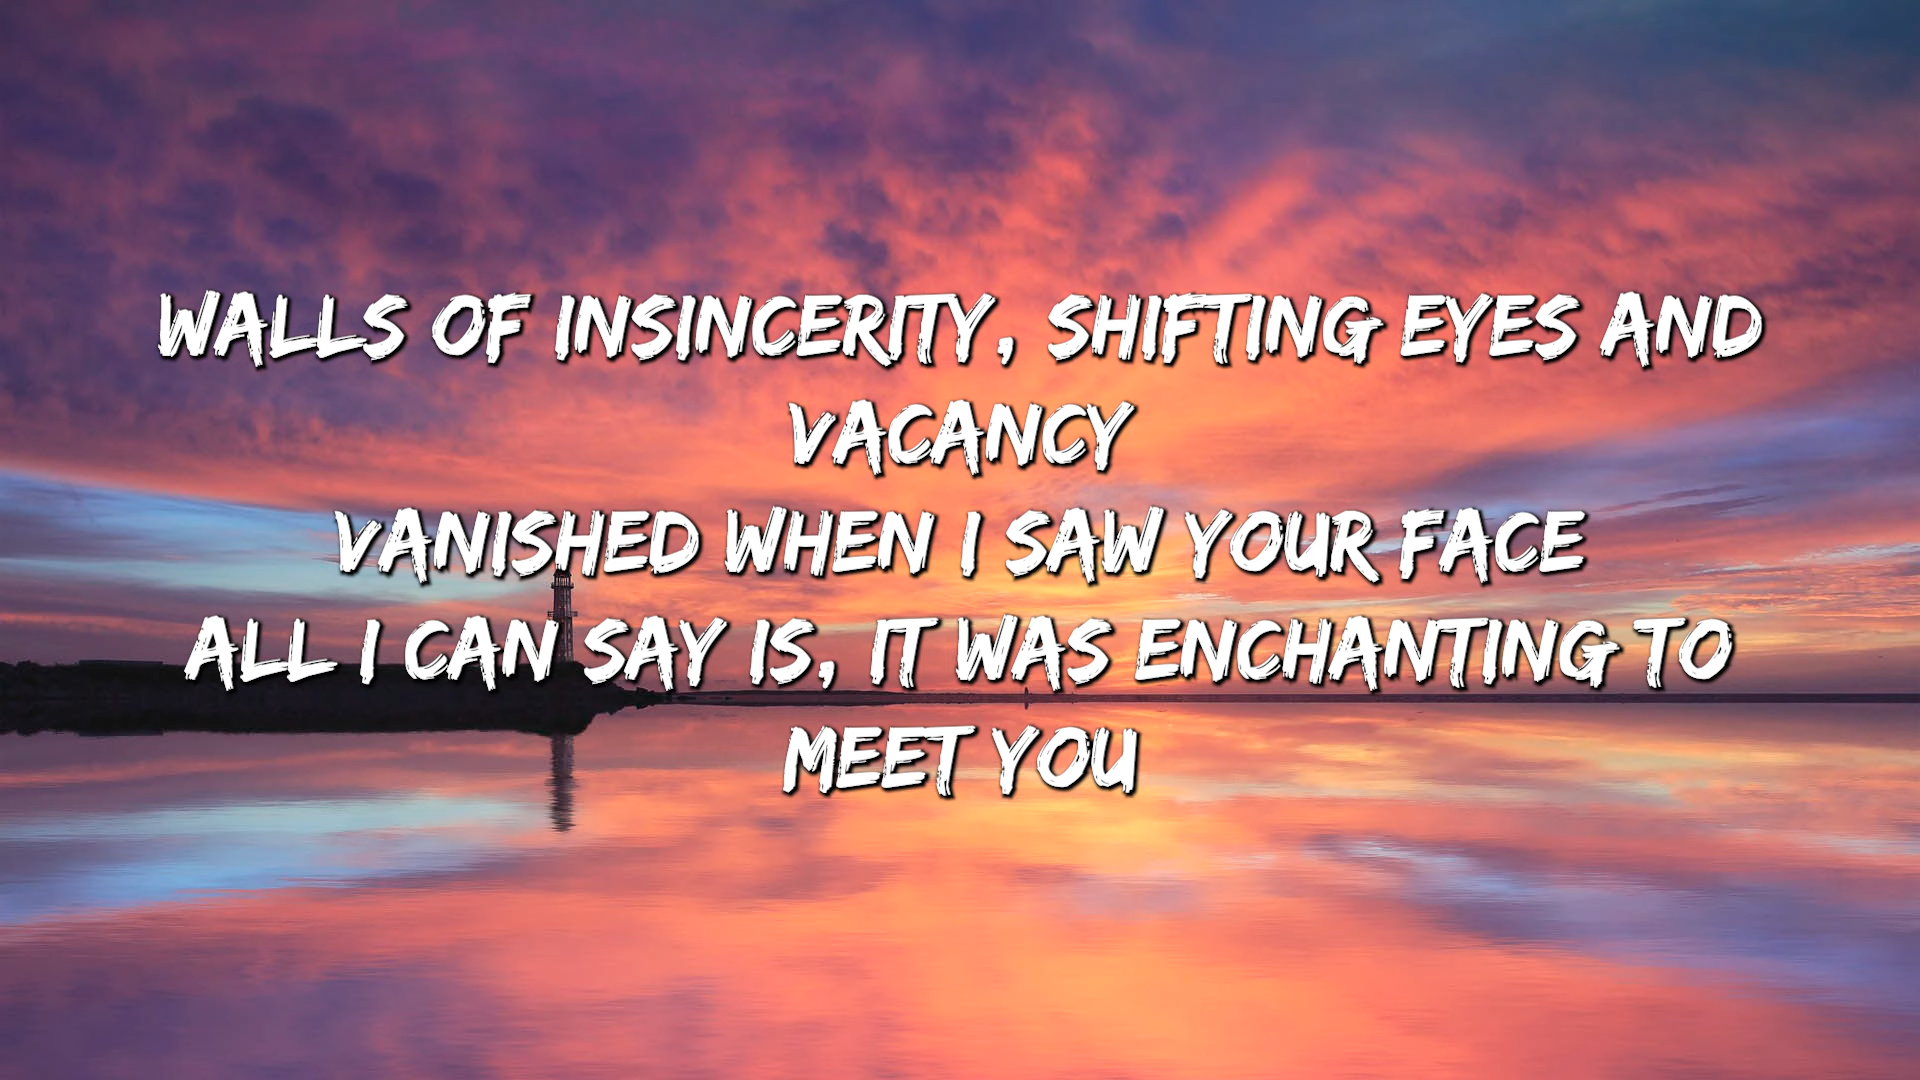 WALLS OF INSINCERITY, SHIFTING EYES AND
VACANCY
VANISHED WHEN I SAW YOUR FACE
ALL I CAN SAY IS, IT WAS ENCHANTING TO
MEET YOU